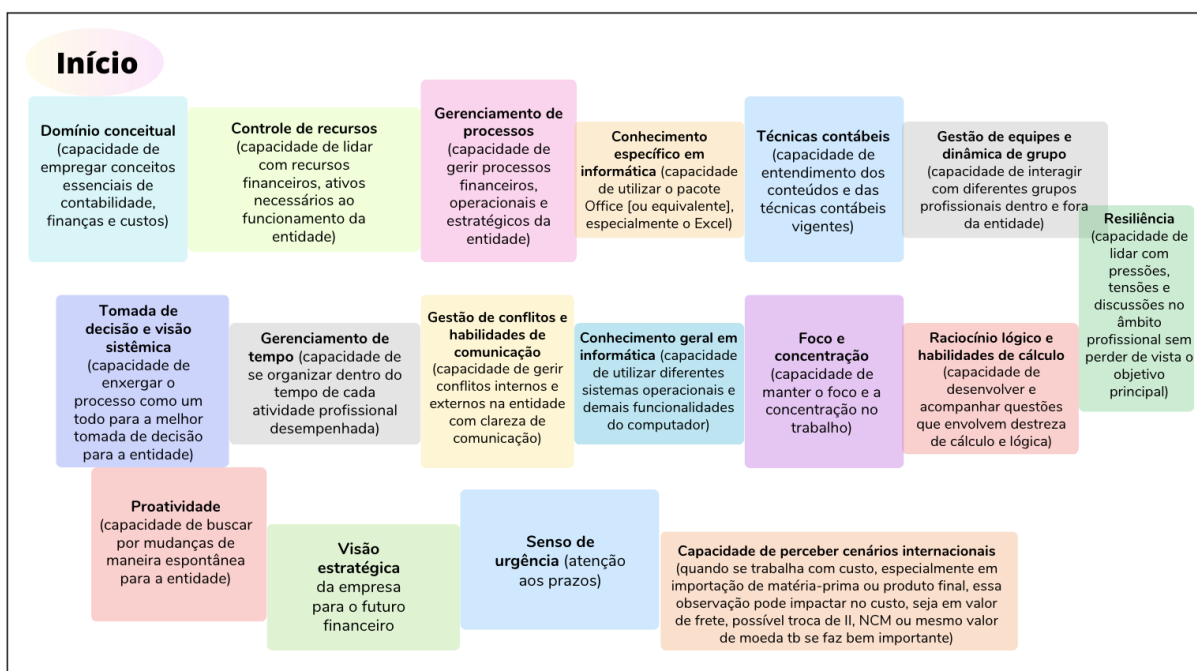 Início
Domínio conceitual
(capacidade de
empregar conceitos
essenciais de
contabilidade,
finanças e custos)
Controle de recursos
(capacidade de lidar
com recursos
financeiros, ativos
necessários ao
funcionamento da
entidade)
Gerenciamento de
processos
(capacidade de
gerir processos
financeiros,
operacionais e
estratégicos da
entidade)
Conhecimento
específico em
informática (capacidade
de utilizar o pacote
Office [ou equivalente],
especialmente o Excel)
Técnicas contábeis
(capacidade de
entendimento dos
conteúdos e das
técnicas contábeis
vigentes)
Gestão de equipes e
dinâmica de grupo
(capacidade de interagir
com diferentes grupos
profissionais dentro e fora
da entidade)
Resiliência
(capacidade de
lidar com
pressões,
tensões e
discussões no
âmbito
profissional sem
perder de vista o
objetivo
principal)
Tomada de
decisão e visão
sistêmica
(capacidade de
enxergar o
processo como um
todo para a melhor
tomada de decisão
para a entidade)
Gerenciamento de
tempo (capacidade de
se organizar dentro do
tempo de cada
atividade profissional
desempenhada)
Gestão de conflitos e
habilidades de
comunicação
(capacidade de gerir
conflitos internos e
externos na entidade
com clareza de
comunicação)
Conhecimento geral em
informática (capacidade
de utilizar diferentes
sistemas operacionais e
demais funcionalidades
do computador)
Foco e
concentração
(capacidade de
manter o foco e a
concentração no
trabalho)
Raciocínio lógico e
habilidades de cálculo
(capacidade de
desenvolver e
acompanhar questões
que envolvem destreza
de cálculo e lógica)
Proatividade
(capacidade de buscar
por mudanças de
maneira espontânea
para a entidade)
Visão
estratégica
da empresa
para o futuro
financeiro
Senso de
urgência (atenção
aos prazos)
Capacidade de perceber cenários internacionais
(quando se trabalha com custo, especialmente em
importação de matéria-prima ou produto final, essa
observação pode impactar no custo, seja em valor
de frete, possível troca de II, NCM ou mesmo valor
de moeda tb se faz bem importante)